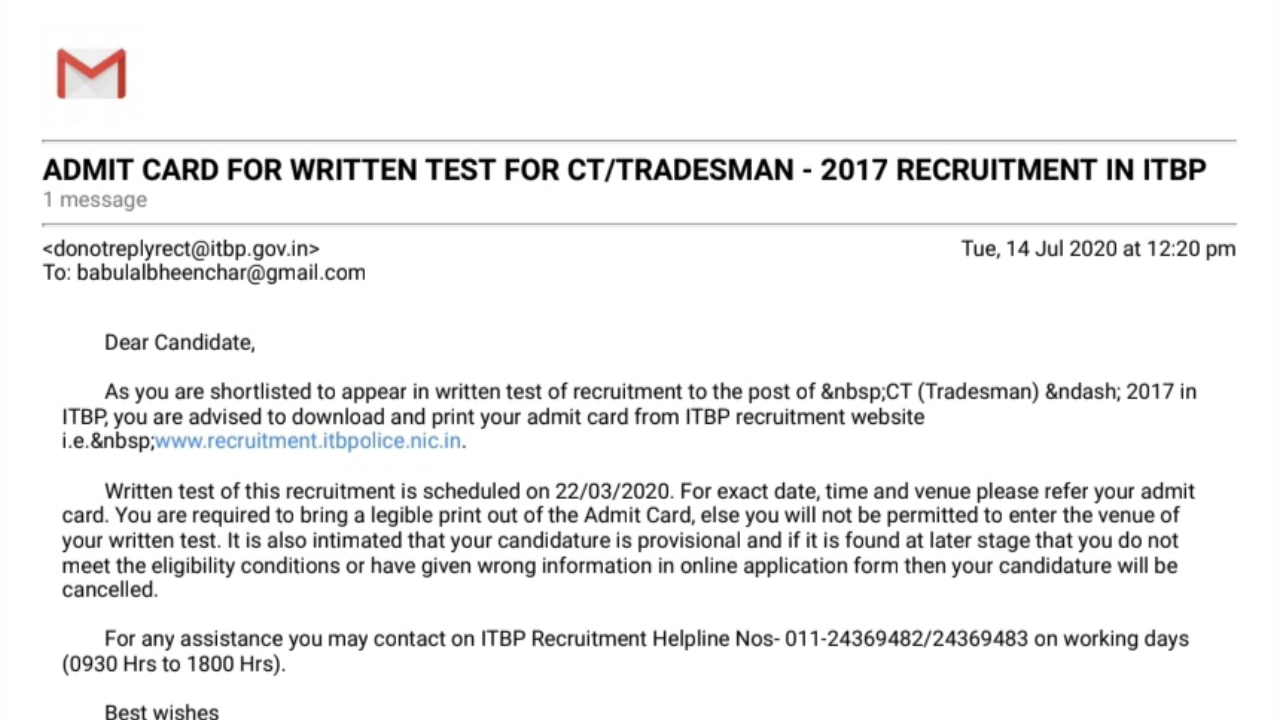 ADMIT CARD FOR WRITTEN TEST FOR CT/TRADESMAN - 2017 RECRUITMENT IN ITBP
1 message
<donotreplyrect@itbp.gov.in> Tue, 14 Jul 2020 at 12:20 pm
To: babulalbheenchar@gmail.com
Dear Candidate,
As you are shortlisted to appear in written test of recruitment to the post of &nbsp;CT (Tradesman) &ndash; 2017 in
ITBP, you are advised to download and print your admit card from ITBP recruitment website
i.e.&nbsp;www.recruitment.itbpolice.nic.in.
Written test of this recruitment is scheduled on 22/03/2020. For exact date, time and venue please refer your admit
card. You are required to bring a legible print out of the Admit Card, else you will not be permitted to enter the venue of
your written test. It is also intimated that your candidature is provisional and if it is found at later stage that you do not
meet the eligibility conditions or have given wrong information in online application form then your candidature will be
cancelled.
For any assistance you may contact on ITBP Recruitment Helpline Nos- 011-24369482/24369483 on working days
(0930 Hrs to 1800 Hrs).
Best wishes